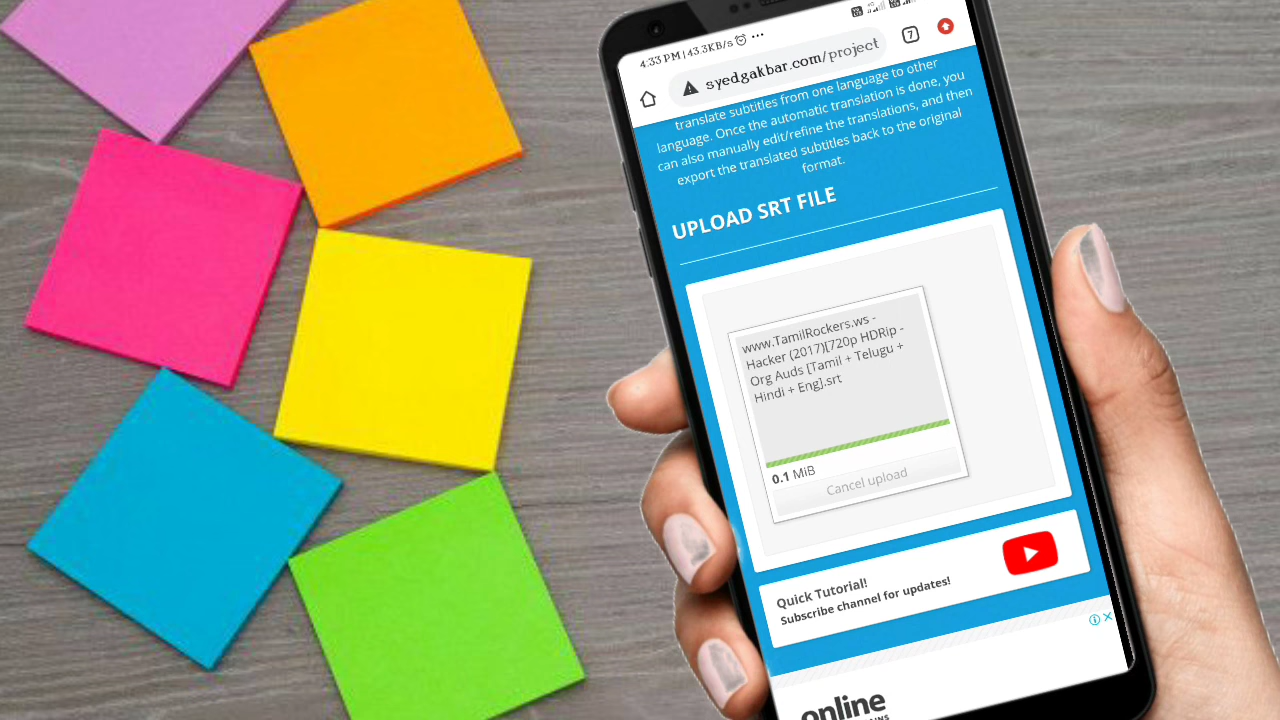 4:33 PM | 43.3KB/s
syed.gakbar.com/project
7
translate subtitles from one language to other
language. Once the automatic translation is done, you
can also manually edit/refine the translations, and then
export the translated subtitles back to the original
format.
UPLOAD SRT FILE
www.TamilRockers.ws -
Hacker (2017)[720p HDRip -
Org Auds [Tamil + Telugu +
Hindi + Eng].srt
0.1 MiB
Cancel upload
Quick Tutorial!
Subscribe channel for updates!
online